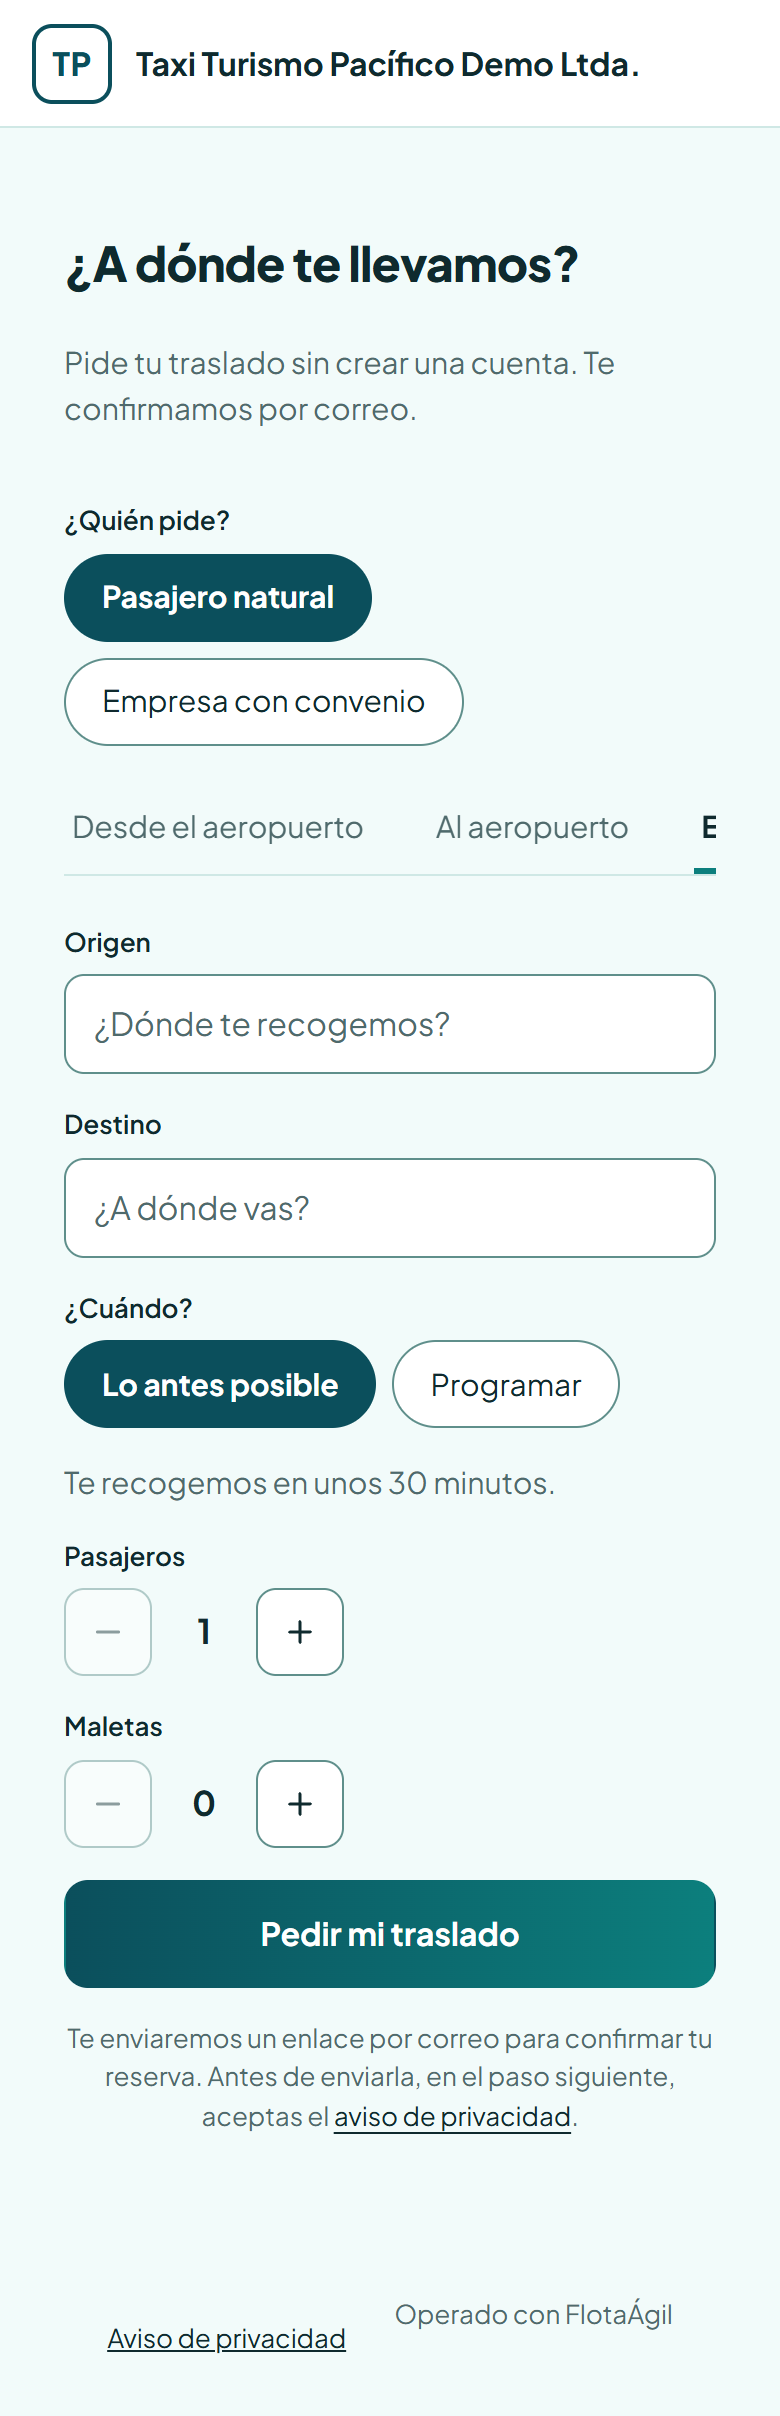 TP
Taxi Turismo Pacífico Demo Ltda.
¿A dónde te llevamos?
Pide tu traslado sin crear una cuenta. Te
confirmamos por correo.
¿Quién pide?
Pasajero natural
Empresa con convenio
Desde el aeropuerto
Al aeropuerto
E
Origen
¿Dónde te recogemos?
Destino
¿A dónde vas?
¿Cuándo?
Lo antes posible
Programar
Te recogemos en unos 30 minutos.
Pasajeros
− 1 +
Maletas
− 0 +
Pedir mi traslado
Te enviaremos un enlace por correo para confirmar tu
reserva. Antes de enviarla, en el paso siguiente,
aceptas el aviso de privacidad.
Aviso de privacidad
Operado con FlotaÁgil